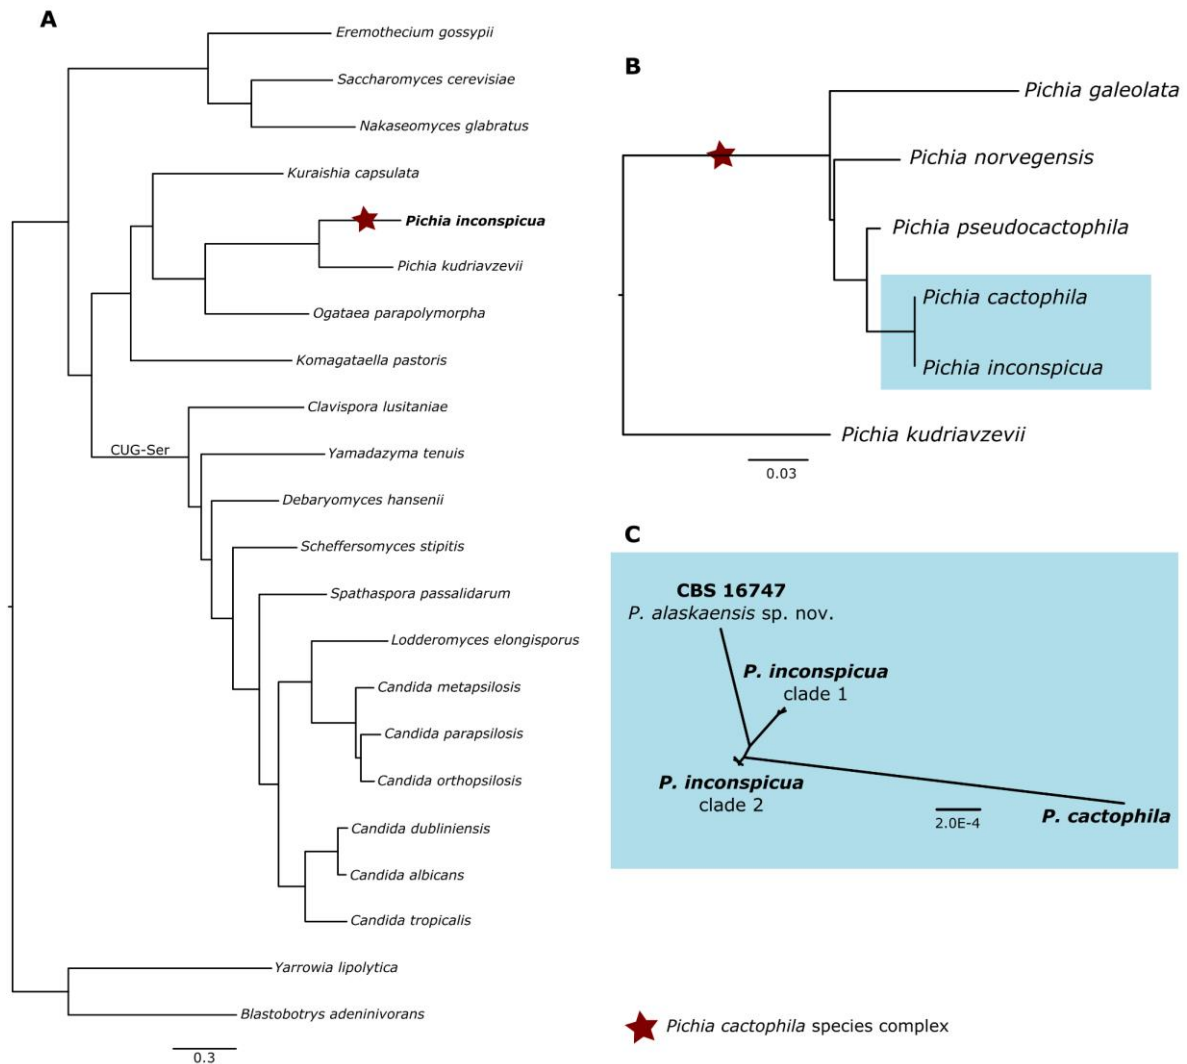 A
Eremothecium gossypii
Saccharomyces cerevisiae
Nakaseomyces glabratus
Kuraishia capsulata
Pichia inconspicua
Pichia kudriavzevii
Ogataea parapolymorpha
Komagataella pastoris
Clavispora lusitaniae
CUG-Ser
Yamadazyma tenuis
Debaryomyces hansenii
Scheffersomyces stipitis
Spathaspora passalidarum
Lodderomyces elongisporus
Candida metapsilosis
Candida parapsilosis
Candida orthopsilosis
Candida dubliniensis
Candida albicans
Candida tropicalis
Yarrowia lipolytica
Blastobotrys adeninivorans
0.3
B
Pichia galeolata
Pichia norvegensis
Pichia pseudocactophila
Pichia cactophila
Pichia inconspicua
Pichia kudriavzevii
0.03
C
CBS 16747
P. alaskaensis sp. nov.
P. inconspicua
clade 1
P. inconspicua
clade 2
2.0E-4
P. cactophila
Pichia cactophila species complex